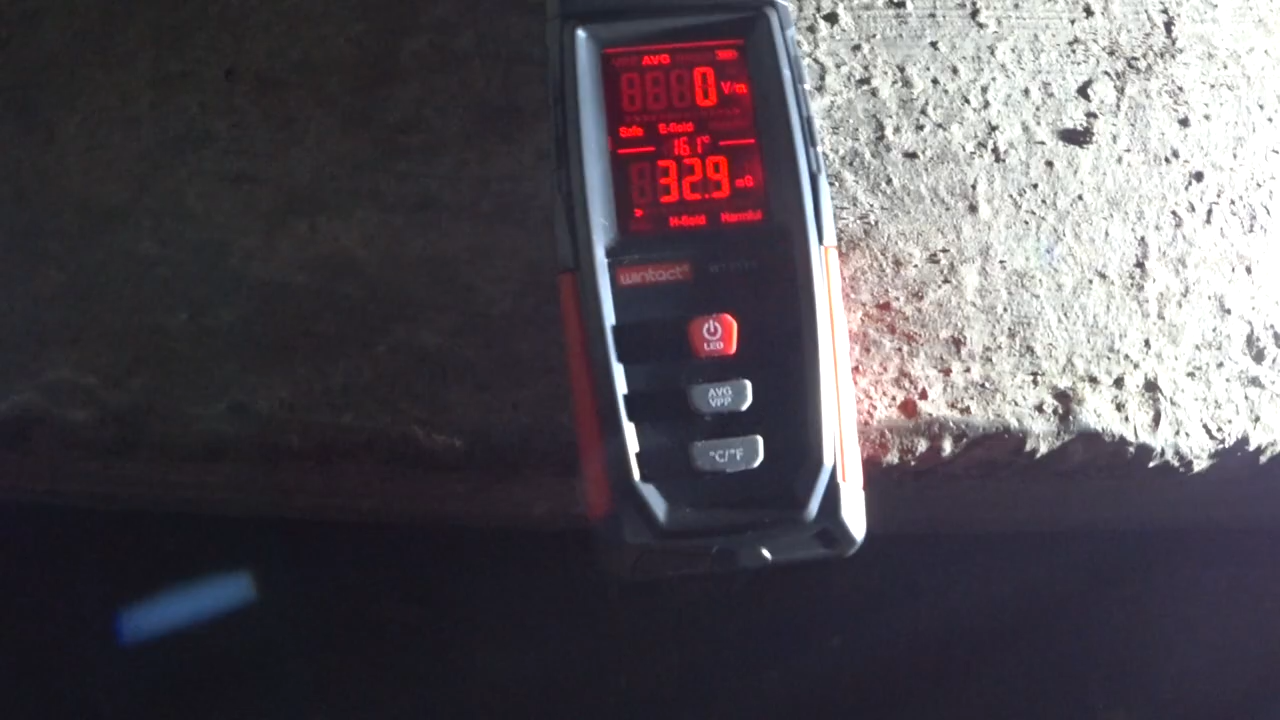 AVG
0 V/m
Safe E-field
16.1°
32.9 mG
> H-field Harmful
wintact®
LED
AVG
VPP
°C/°F